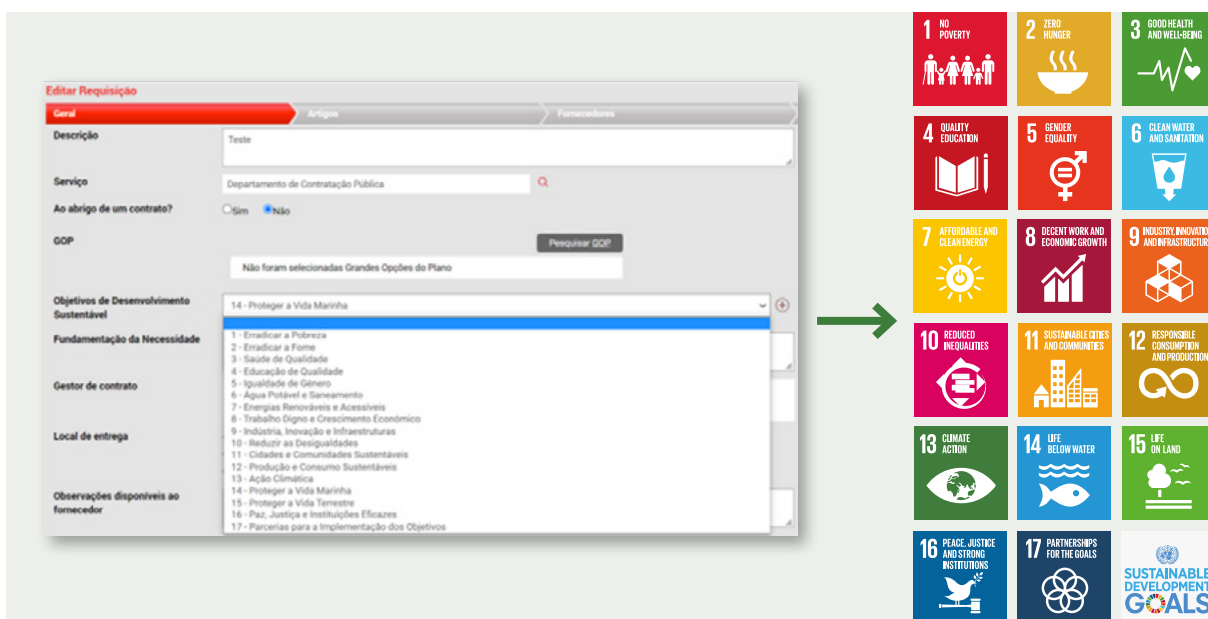 Editar Requisição
Geral
Artigos
Fornecedores
Descrição
Teste
Serviço
Departamento de Contratação Pública
Ao abrigo de um contrato?
Sim
Não
GOP
Pesquisar GOP
Não foram selecionadas Grandes Opções do Plano
Objetivos de Desenvolvimento
Sustentável
14 - Proteger a Vida Marinha
Fundamentação da Necessidade
1 - Erradicar a Pobreza
2 - Erradicar a Fome
3 - Saúde de Qualidade
4 - Educação de Qualidade
5 - Igualdade de Género
6 - Água Potável e Saneamento
7 - Energias Renováveis e Acessíveis
8 - Trabalho Digno e Crescimento Económico
9 - Indústria, Inovação e Infraestruturas
10 - Reduzir as Desigualdades
11 - Cidades e Comunidades Sustentáveis
12 - Produção e Consumo Sustentáveis
13 - Ação Climática
14 - Proteger a Vida Marinha
15 - Proteger a Vida Terrestre
16 - Paz, Justiça e Instituições Eficazes
17 - Parcerias para a Implementação dos Objetivos
Gestor de contrato
Local de entrega
Observações disponíveis ao
fornecedor
1 NO
POVERTY
2 ZERO
HUNGER
3 GOOD HEALTH
AND WELL-BEING
4 QUALITY
EDUCATION
5 GENDER
EQUALITY
6 CLEAN WATER
AND SANITATION
7 AFFORDABLE AND
CLEAN ENERGY
8 DECENT WORK AND
ECONOMIC GROWTH
9 INDUSTRY, INNOVATIO
AND INFRASTRUCTUR
10 REDUCED
INEQUALITIES
11 SUSTAINABLE CITIES
AND COMMUNITIES
12 RESPONSIBLE
CONSUMPTION
AND PRODUCTION
13 CLIMATE
ACTION
14 LIFE
BELOW WATER
15 LIFE
ON LAND
16 PEACE, JUSTICE
AND STRONG
INSTITUTIONS
17 PARTNERSHIPS
FOR THE GOALS
SUSTAINABLE
DEVELOPMENT
GOALS